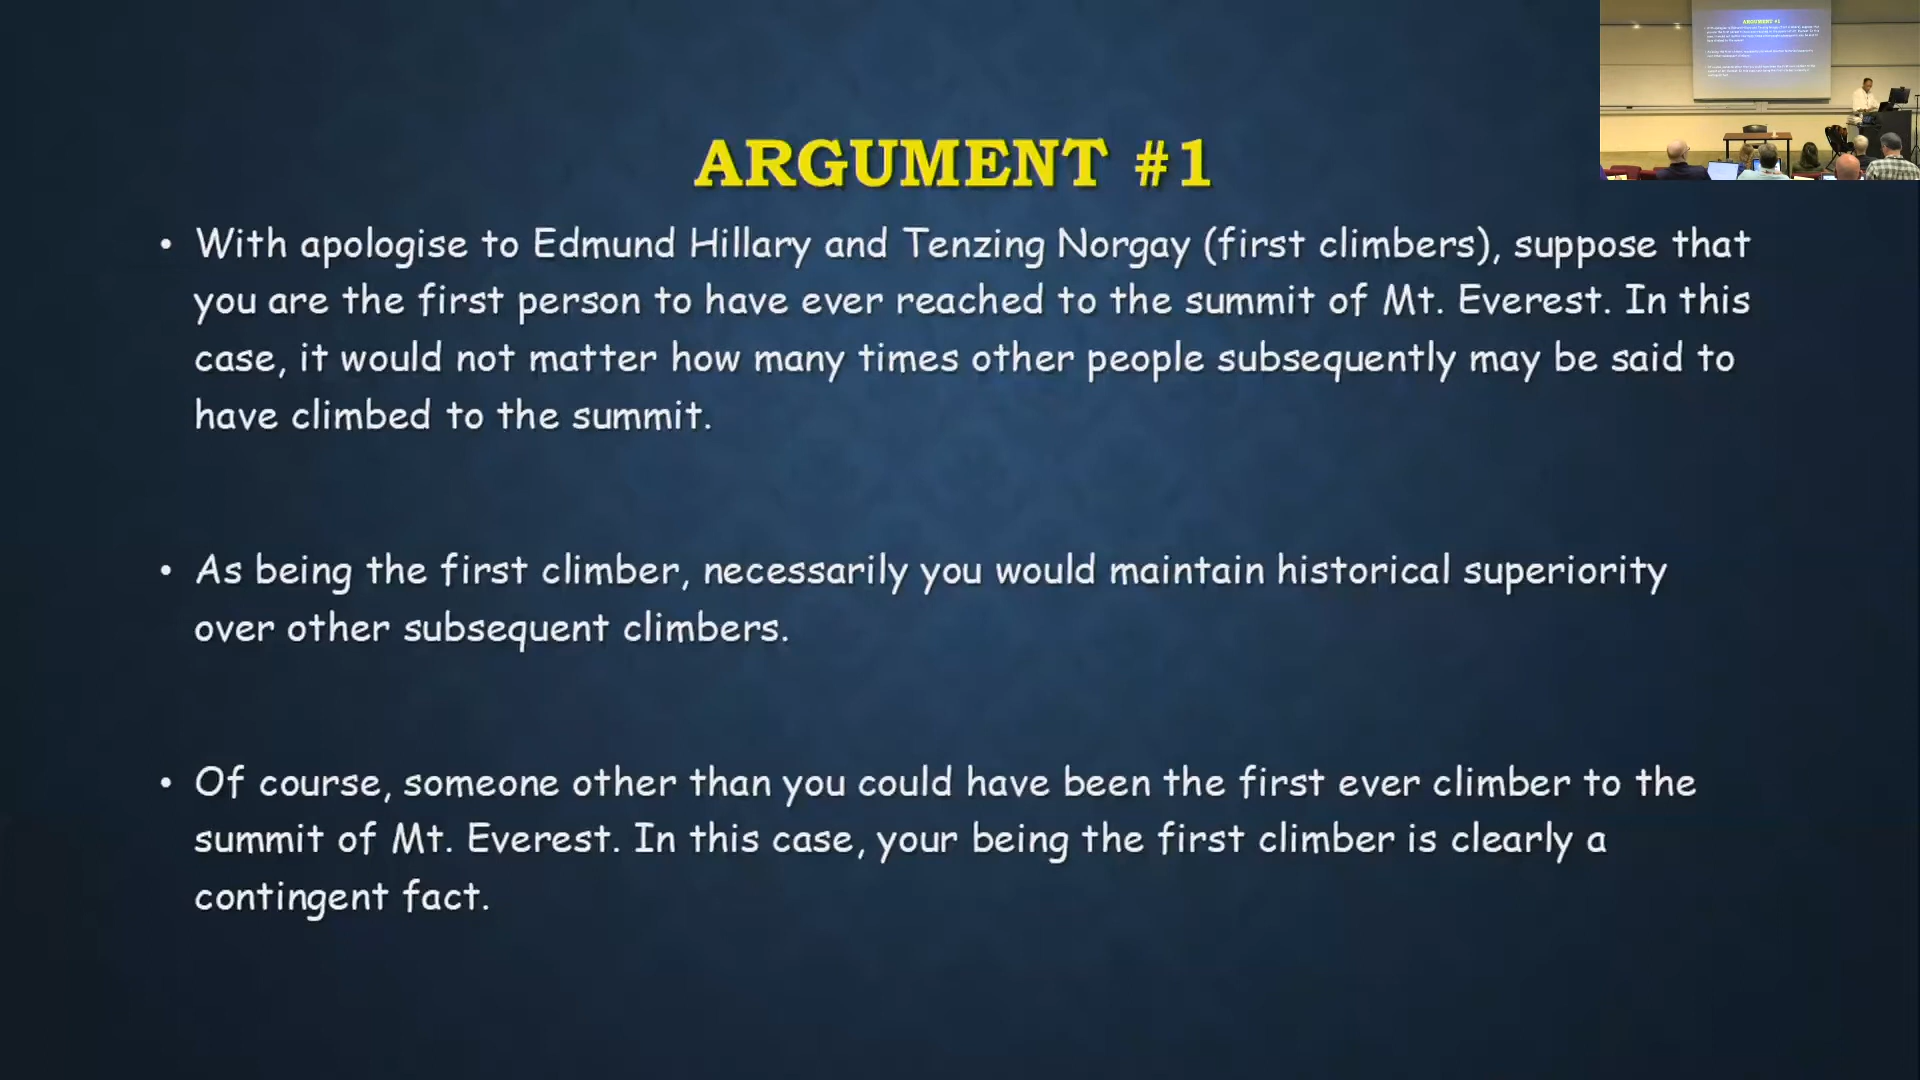 ARGUMENT #1
• With apologise to Edmund Hillary and Tenzing Norgay (first climbers), suppose that
you are the first person to have ever reached to the summit of Mt. Everest. In this
case, it would not matter how many times other people subsequently may be said to
have climbed to the summit.
• As being the first climber, necessarily you would maintain historical superiority
over other subsequent climbers.
• Of course, someone other than you could have been the first ever climber to the
summit of Mt. Everest. In this case, your being the first climber is clearly a
contingent fact.
ARGUMENT #1